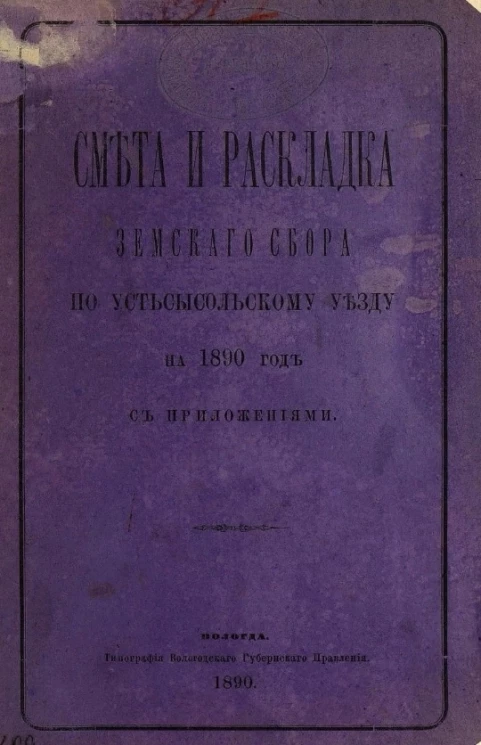 СМѢТА И РАСКЛАДКА
ЗЕМСКАГО СБОРА
ПО УСТЬСЫСОЛЬСКОМУ УѢЗДУ
НА 1890 ГОДЪ
СЪ ПРИЛОЖЕНІЯМИ.
ВОЛОГДА.
Типографія Вологодскаго Губернскаго Правленія.
1890.